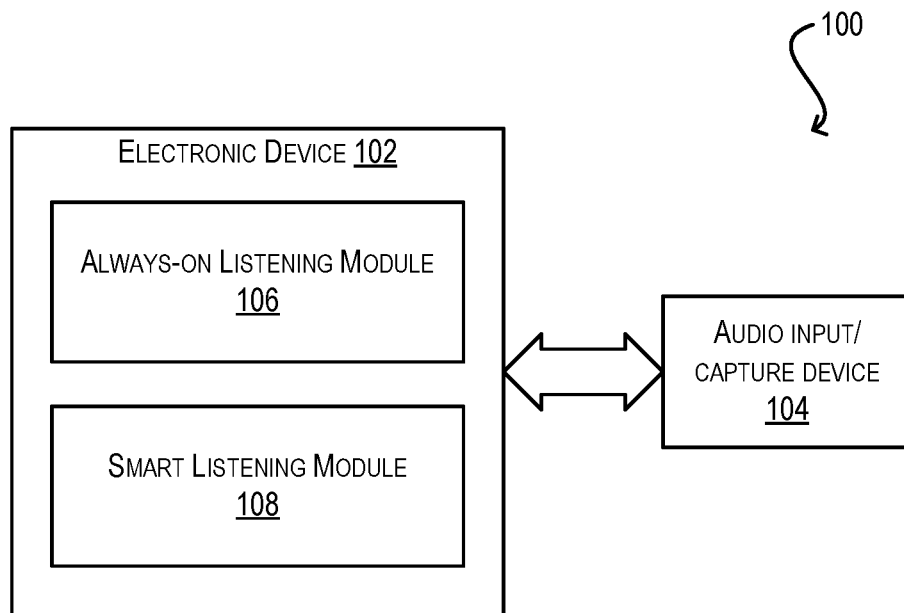 100
ELECTRONIC DEVICE 102
ALWAYS-ON LISTENING MODULE
106
SMART LISTENING MODULE
108
AUDIO INPUT/
CAPTURE DEVICE
104